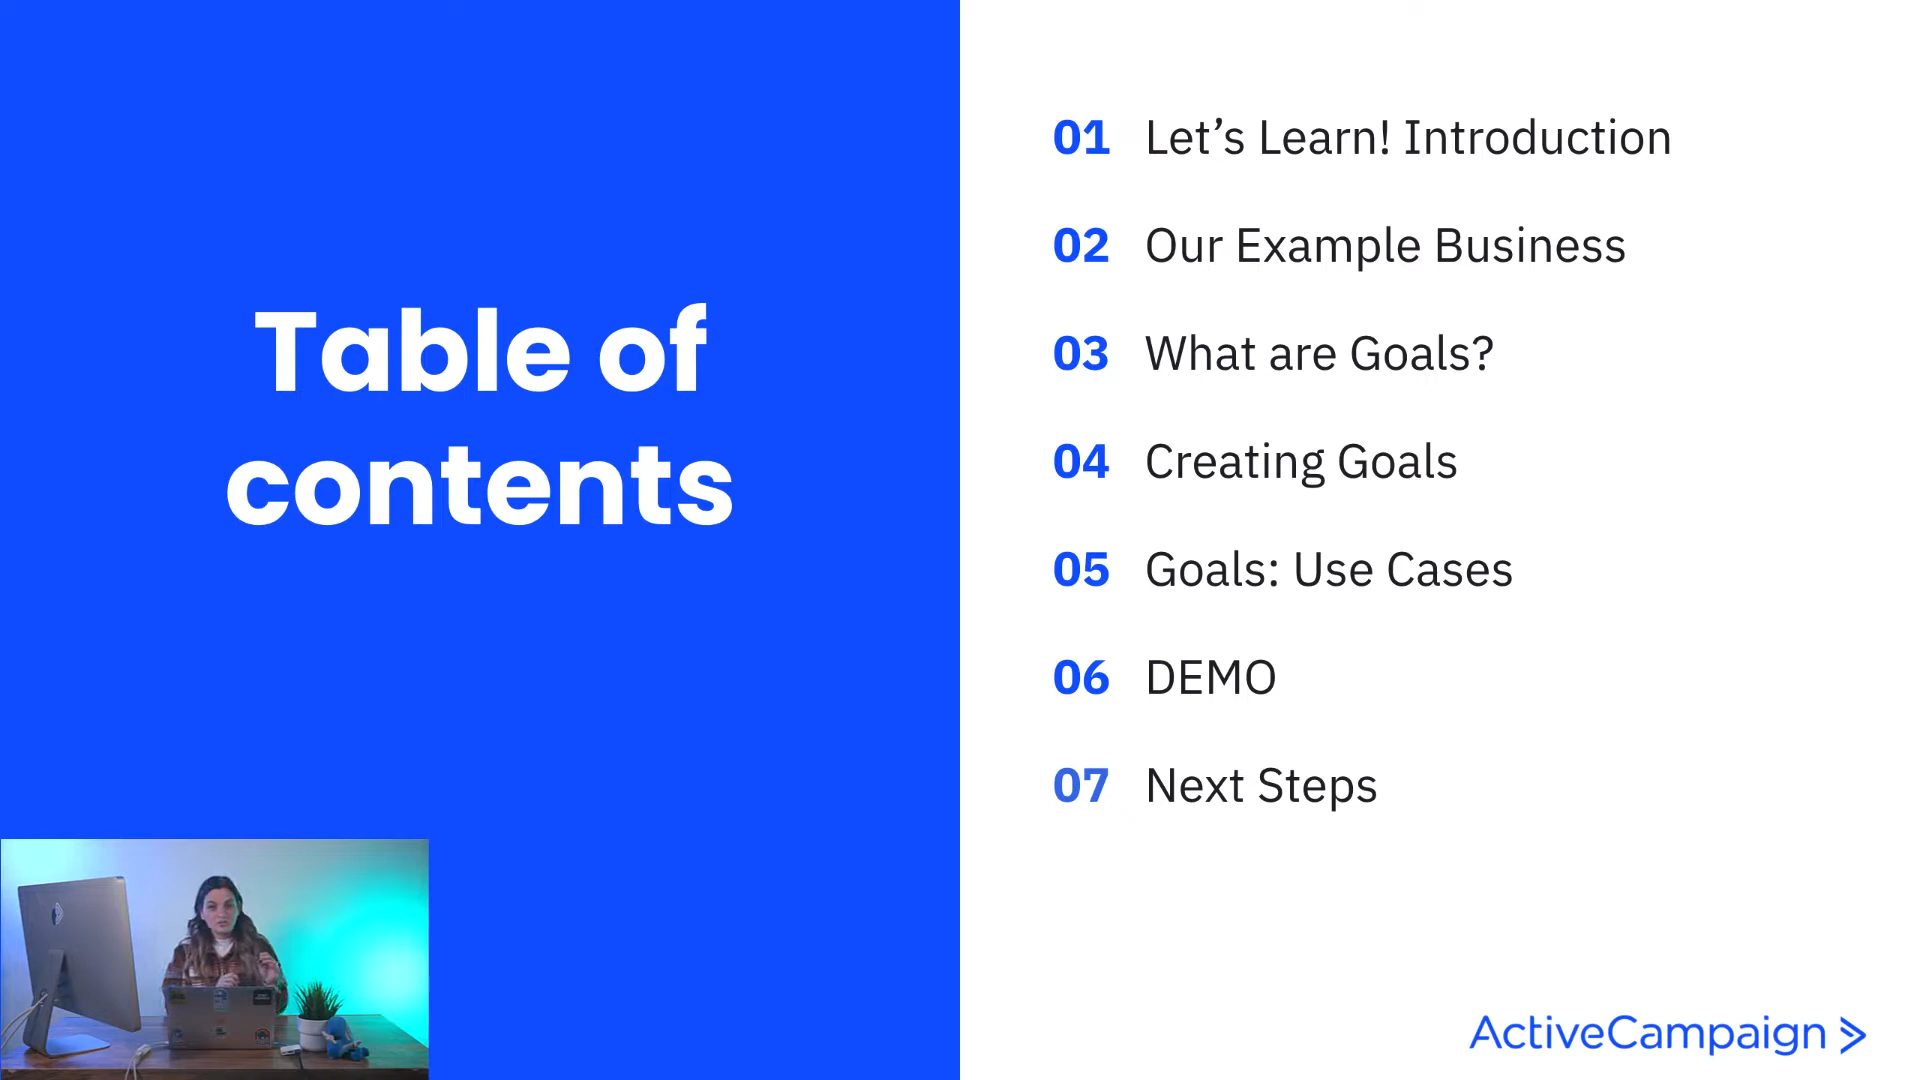 Table of
contents
01 Let’s Learn! Introduction
02 Our Example Business
03 What are Goals?
04 Creating Goals
05 Goals: Use Cases
06 DEMO
07 Next Steps
ActiveCampaign